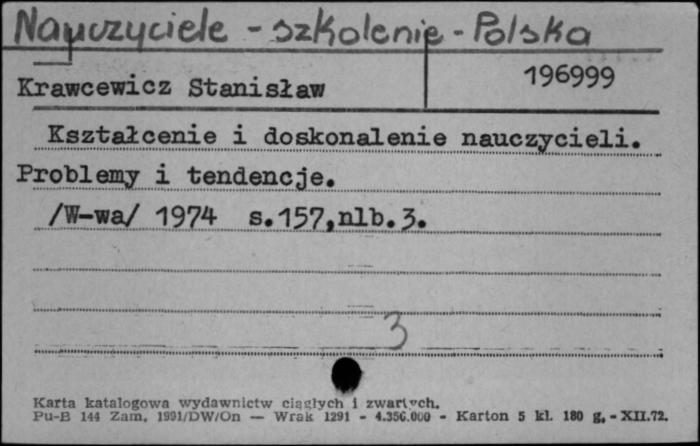 Nauczyciele - szkolenie - Polska
Krawcewicz Stanisław
196999
Kształcenie i doskonalenie nauczycieli.
Problemy i tendencje.
/W-wa/ 1974 s.157,nlb.3.
3
Karta katalogowa wydawnictw ciągłych i zwartych.
Pu-B 144 Zam. 1991/DW/On — Wrak 1291 - 4.356.000 - Karton 5 kl. 180 g. - XII.72.